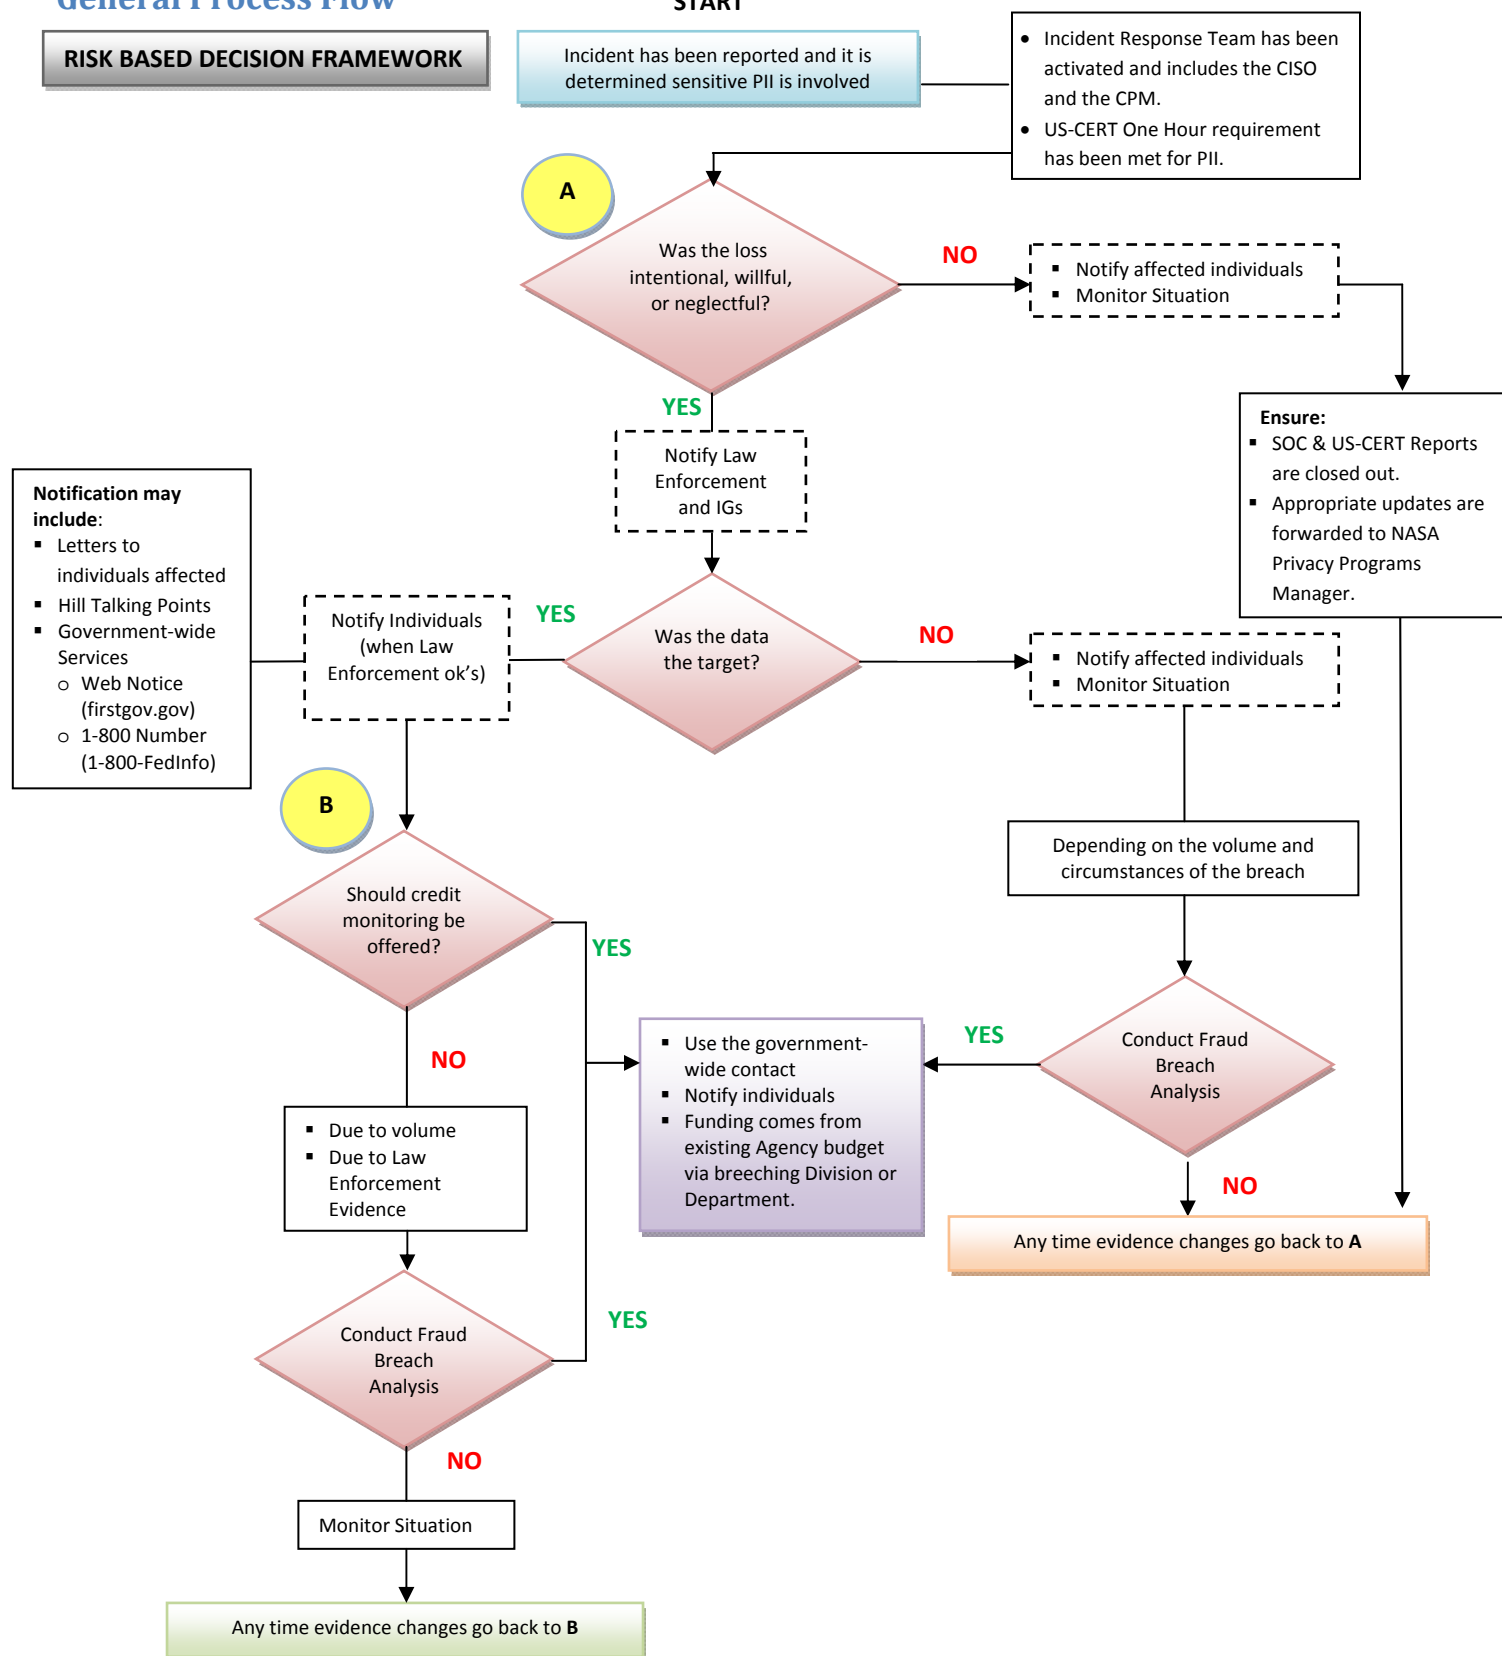 General Process Flow
START
RISK BASED DECISION FRAMEWORK
Incident has been reported and it is
determined sensitive PII is involved
• Incident Response Team has been
activated and includes the CISO
and the CPM.
• US-CERT One Hour requirement
has been met for PII.
A
Was the loss
intentional, willful,
or neglectful?
NO
▪ Notify affected individuals
▪ Monitor Situation
YES
Ensure:
▪ SOC & US-CERT Reports
are closed out.
▪ Appropriate updates are
forwarded to NASA
Privacy Programs
Manager.
Notify Law
Enforcement
and IGs
Notification may
include:
▪ Letters to
individuals affected
▪ Hill Talking Points
▪ Government-wide
Services
o Web Notice
(firstgov.gov)
o 1-800 Number
(1-800-FedInfo)
Notify Individuals
(when Law
Enforcement ok's)
YES
Was the data
the target?
NO
▪ Notify affected individuals
▪ Monitor Situation
B
Should credit
monitoring be
offered?
YES
Depending on the volume and
circumstances of the breach
NO
▪ Use the government-
wide contact
▪ Notify individuals
▪ Funding comes from
existing Agency budget
via breeching Division or
Department.
YES
Conduct Fraud
Breach
Analysis
▪ Due to volume
▪ Due to Law
Enforcement
Evidence
NO
Any time evidence changes go back to A
Conduct Fraud
Breach
Analysis
YES
NO
Monitor Situation
Any time evidence changes go back to B